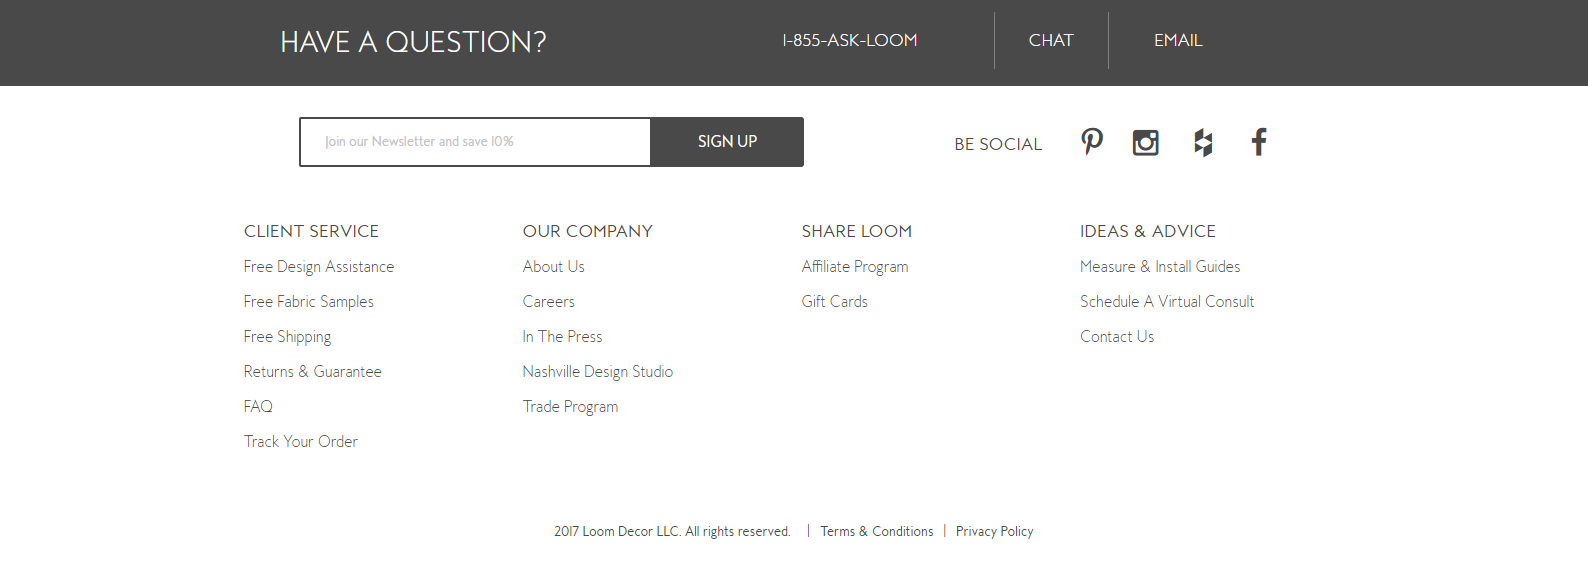 HAVE A QUESTION?
1-855-ASK-LOOM
CHAT
EMAIL
Join our Newsletter and save 10%
SIGN UP
BE SOCIAL
CLIENT SERVICE
Free Design Assistance
Free Fabric Samples
Free Shipping
Returns & Guarantee
FAQ
Track Your Order
OUR COMPANY
About Us
Careers
In The Press
Nashville Design Studio
Trade Program
SHARE LOOM
Affiliate Program
Gift Cards
IDEAS & ADVICE
Measure & Install Guides
Schedule A Virtual Consult
Contact Us
2017 Loom Decor LLC. All rights reserved. | Terms & Conditions | Privacy Policy